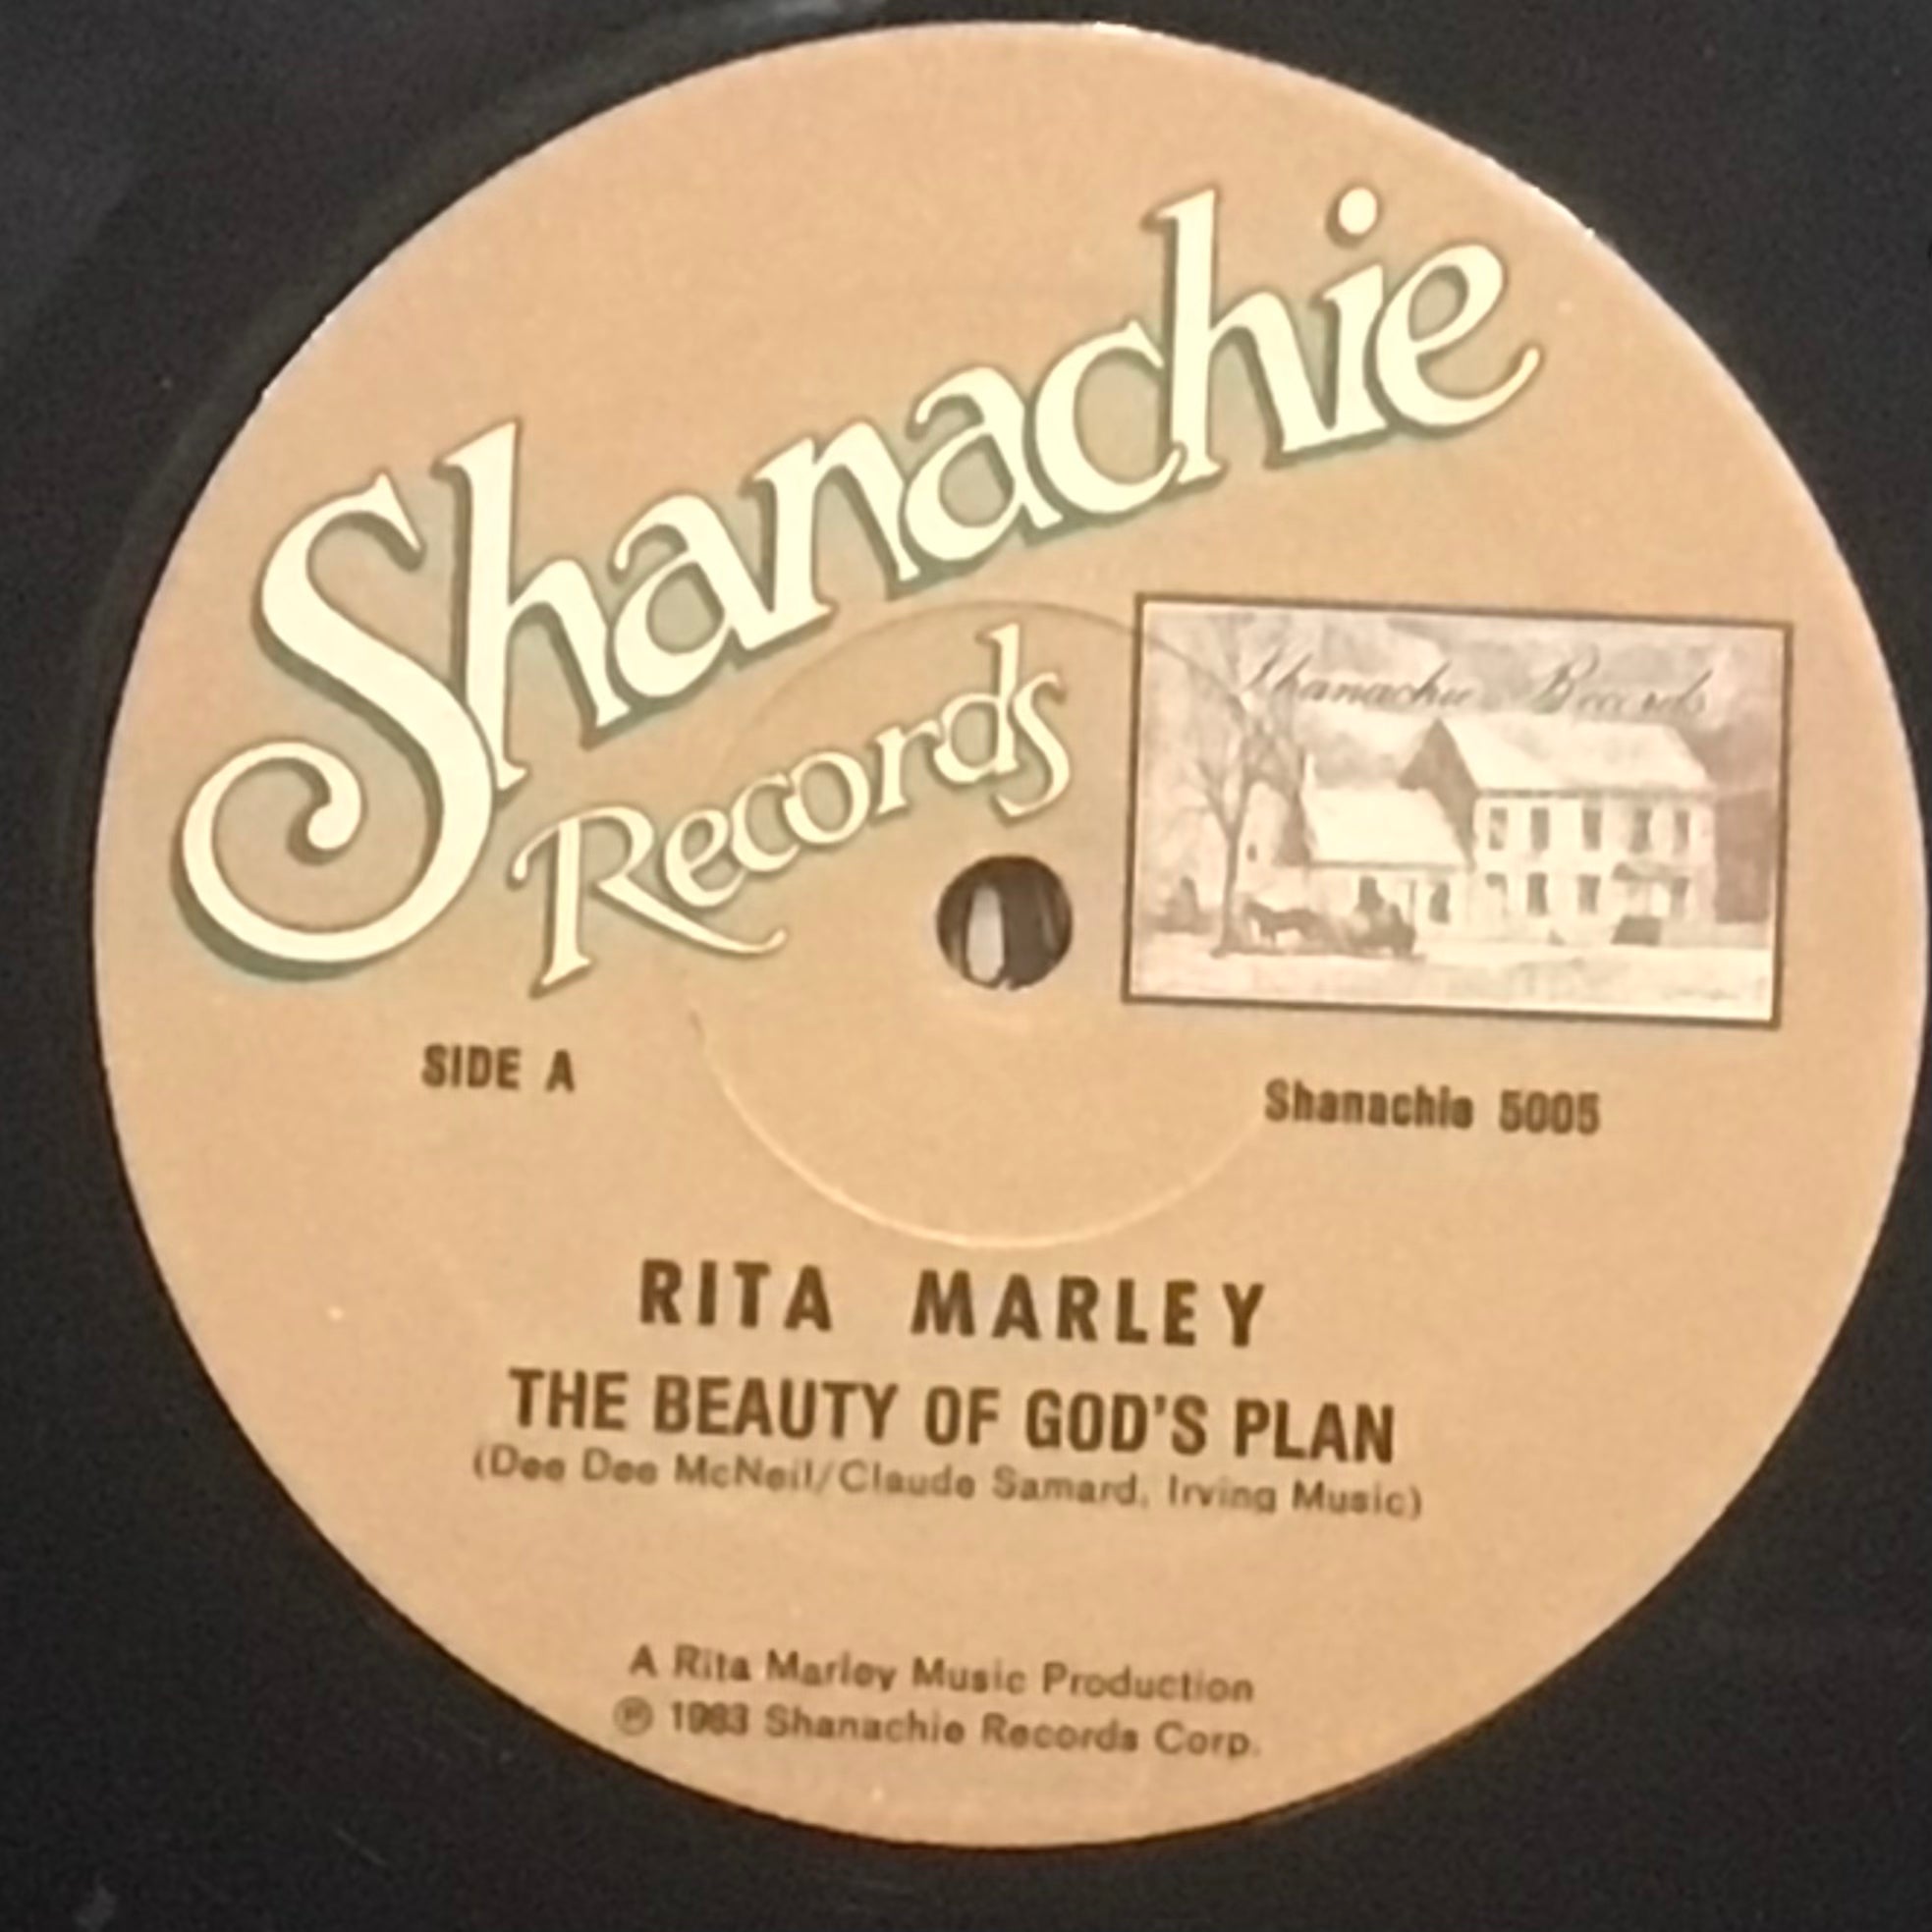 Shanachie
Records
Shanachie Records
SIDE A
Shanachie 5005
RITA MARLEY
THE BEAUTY OF GOD'S PLAN
(Dee Dee McNeil/Claude Samard, Irving Music)
A Rita Marley Music Production
℗ 1983 Shanachie Records Corp.